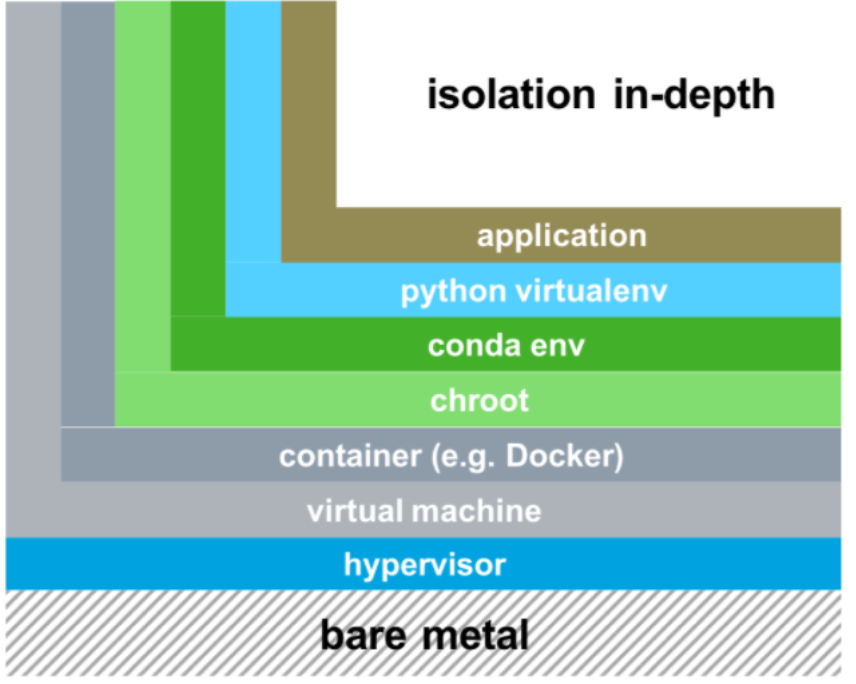 isolation in-depth
application
python virtualenv
conda env
chroot
container (e.g. Docker)
virtual machine
hypervisor
bare metal